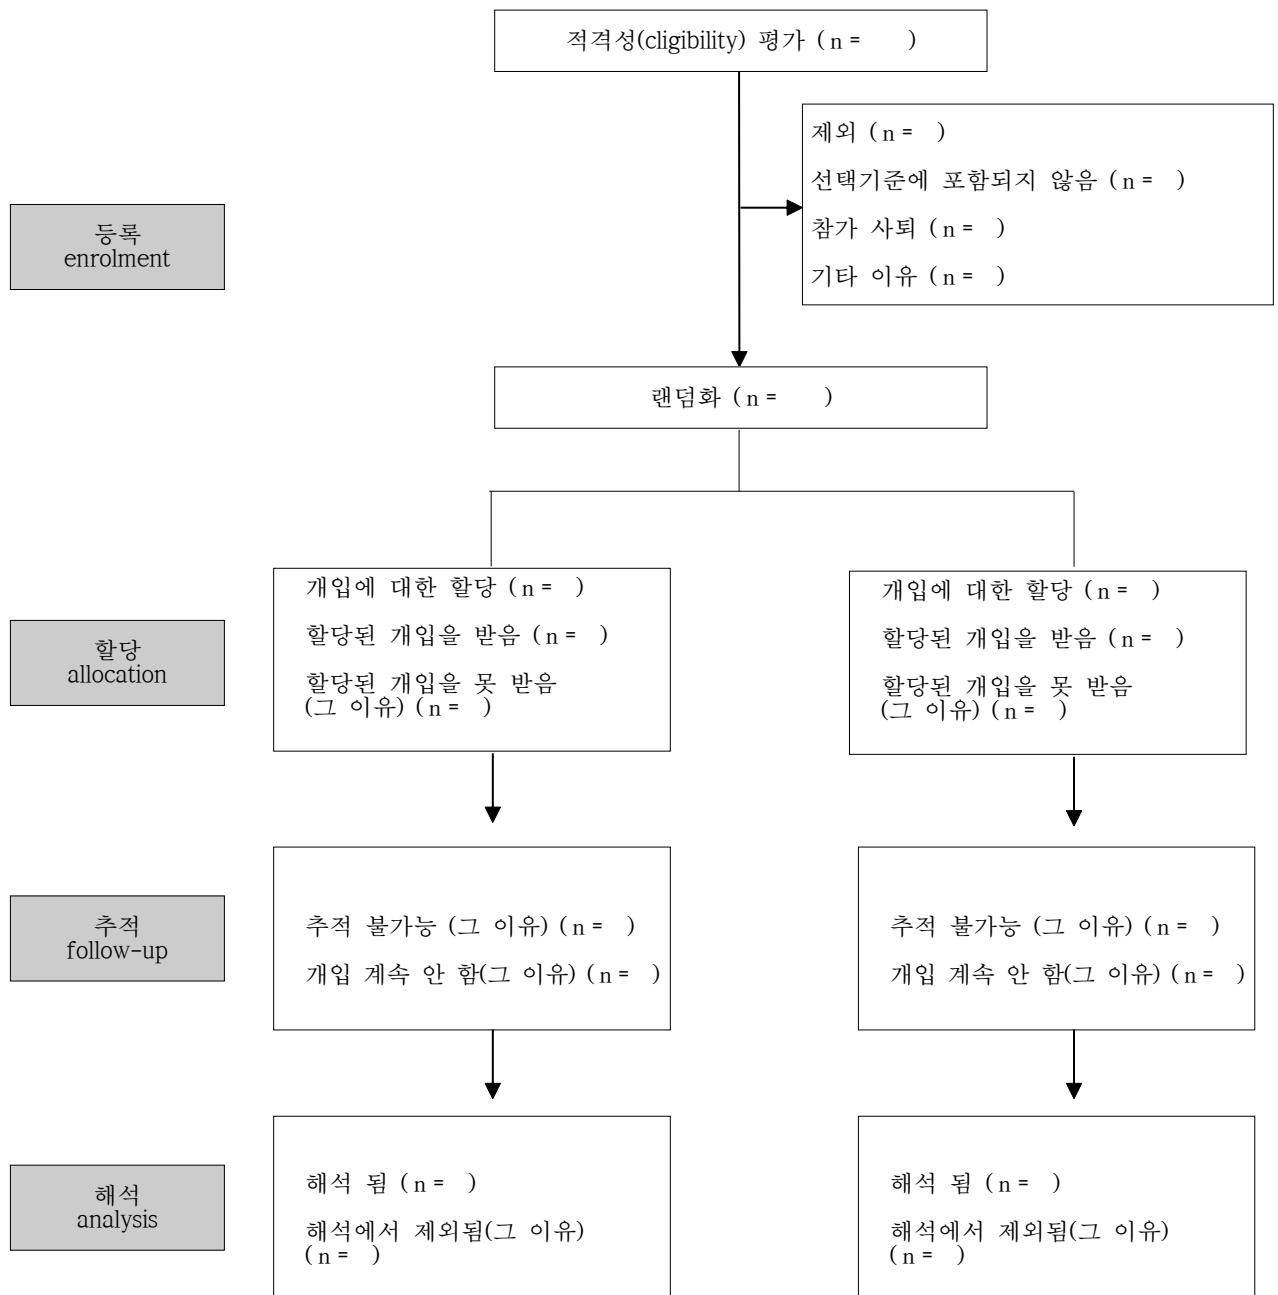 적격성(cligibility) 평가 ( n = )
제외 ( n = )
선택기준에 포함되지 않음 ( n = )
참가 사퇴 ( n = )
기타 이유 ( n = )
등록
enrolment
랜덤화 ( n = )
개입에 대한 할당 ( n = )
할당된 개입을 받음 ( n = )
할당된 개입을 못 받음
(그 이유) ( n = )
개입에 대한 할당 ( n = )
할당된 개입을 받음 ( n = )
할당된 개입을 못 받음
(그 이유) ( n = )
할당
allocation
추적 불가능 (그 이유) ( n = )
개입 계속 안 함(그 이유) ( n = )
추적 불가능 (그 이유) ( n = )
개입 계속 안 함(그 이유) ( n = )
추적
follow-up
해석 됨 ( n = )
해석에서 제외됨(그 이유)
( n = )
해석 됨 ( n = )
해석에서 제외됨(그 이유)
( n = )
해석
analysis